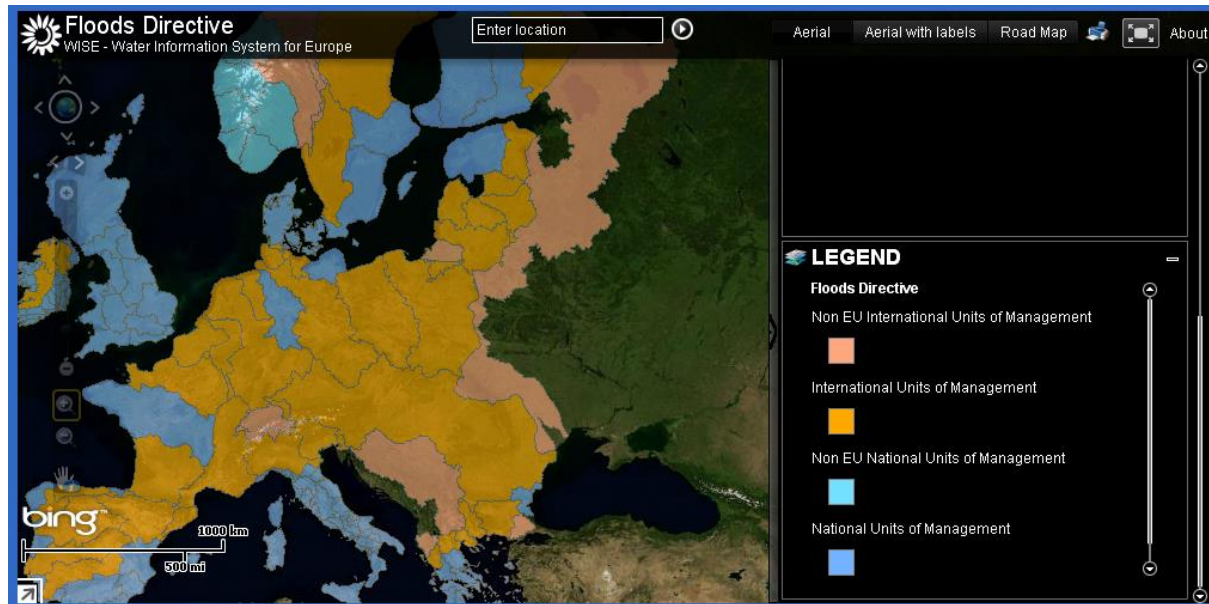 Floods Directive
WISE - Water Information System for Europe
Enter location
Aerial
Aerial with labels
Road Map
About
bing™
1000 km
500 mi
LEGEND
Floods Directive
Non EU International Units of Management
International Units of Management
Non EU National Units of Management
National Units of Management